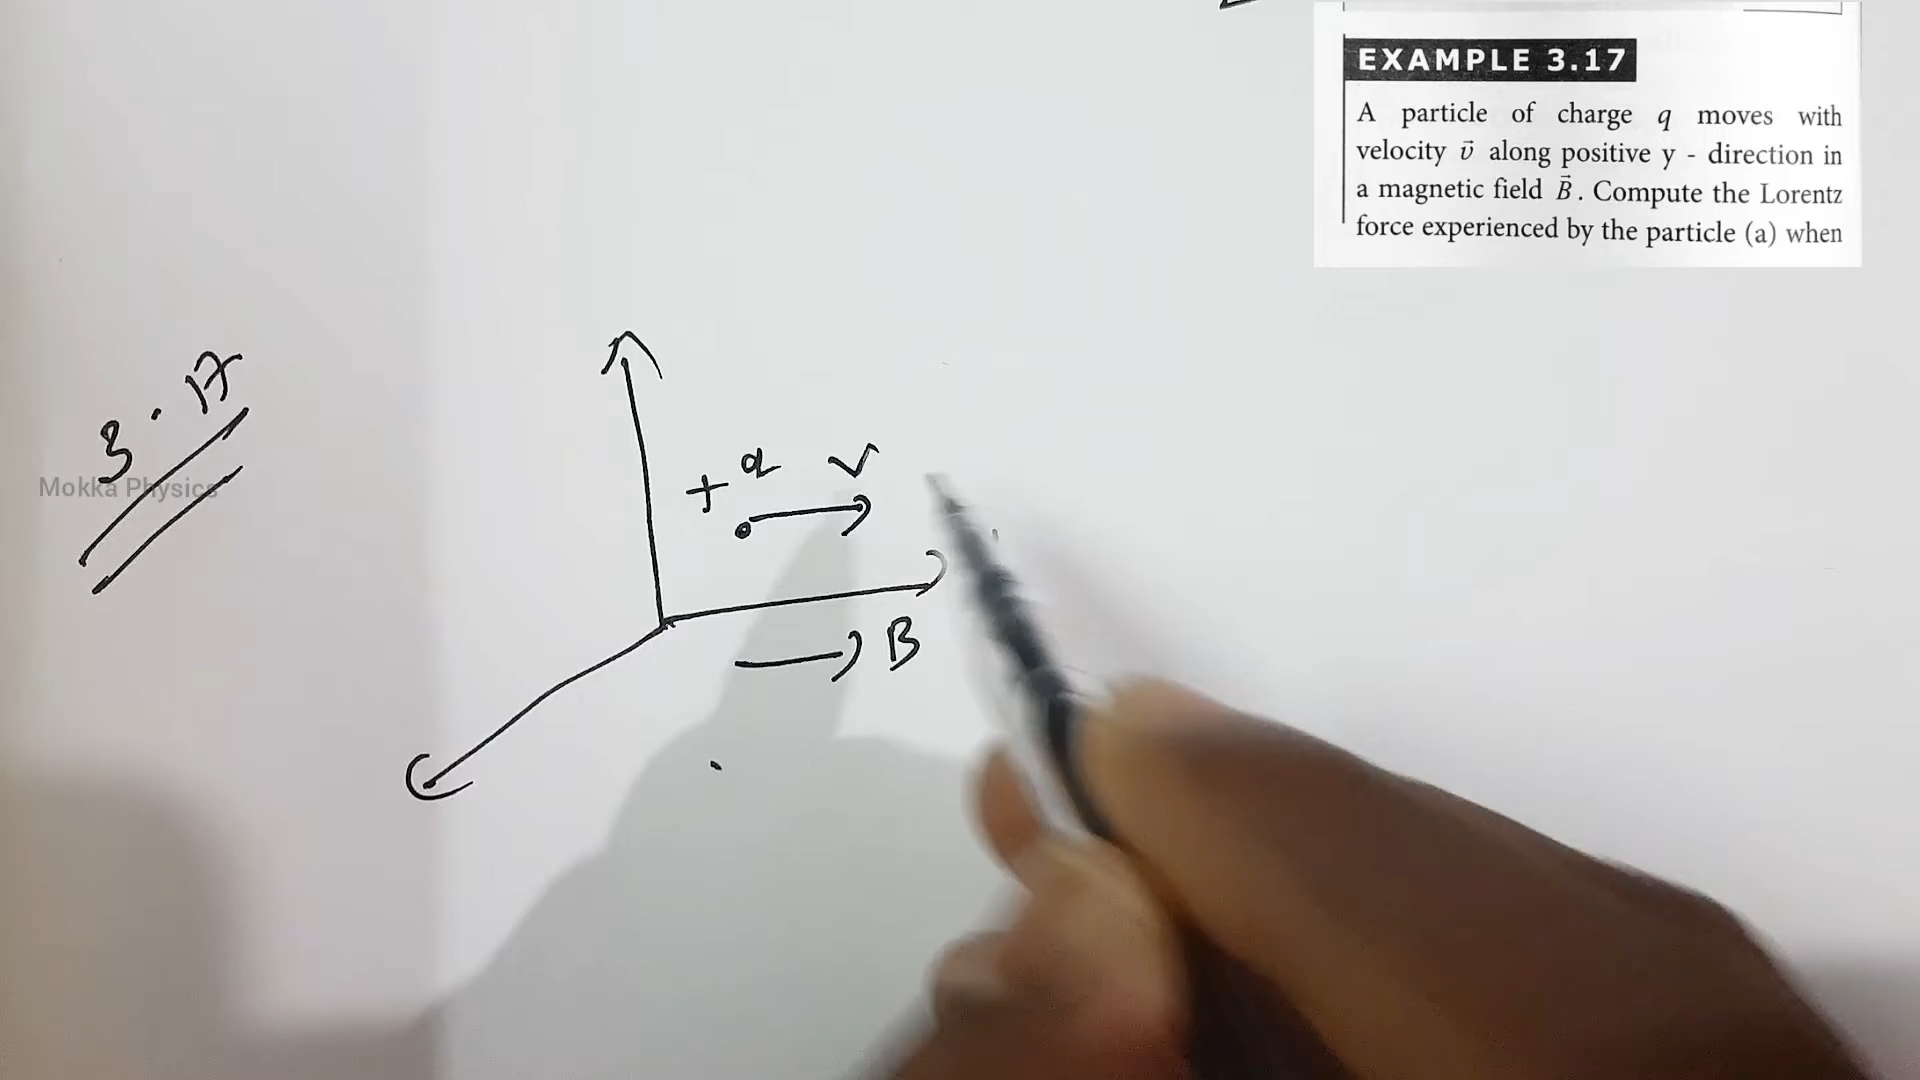 EXAMPLE 3.17
A particle of charge q moves with
velocity v⃗ along positive y - direction in
a magnetic field B⃗. Compute the Lorentz
force experienced by the particle (a) when
3.17
Mokka Physics
+q v
B